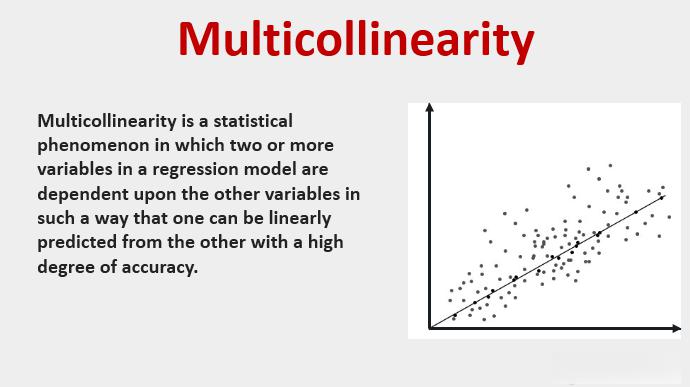 Multicollinearity
Multicollinearity is a statistical
phenomenon in which two or more
variables in a regression model are
dependent upon the other variables in
such a way that one can be linearly
predicted from the other with a high
degree of accuracy.